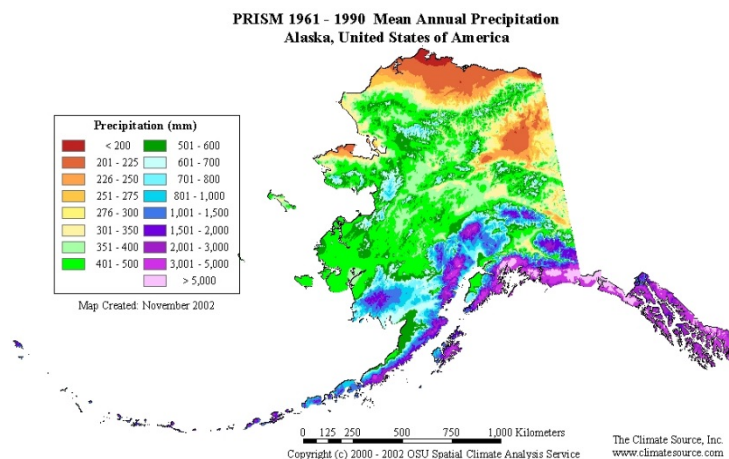 PRISM 1961 - 1990 Mean Annual Precipitation
Alaska, United States of America
Precipitation (mm)
< 200
201 - 225
226 - 250
251 - 275
276 - 300
301 - 350
351 - 400
401 - 500
501 - 600
601 - 700
701 - 800
801 - 1,000
1,001 - 1,500
1,501 - 2,000
2,001 - 3,000
3,001 - 5,000
> 5,000
Map Created: November 2002
0 125 250 500 750 1,000 Kilometers
Copyright (c) 2000 - 2002 OSU Spatial Climate Analysis Service
The Climate Source, Inc.
www.climatesource.com